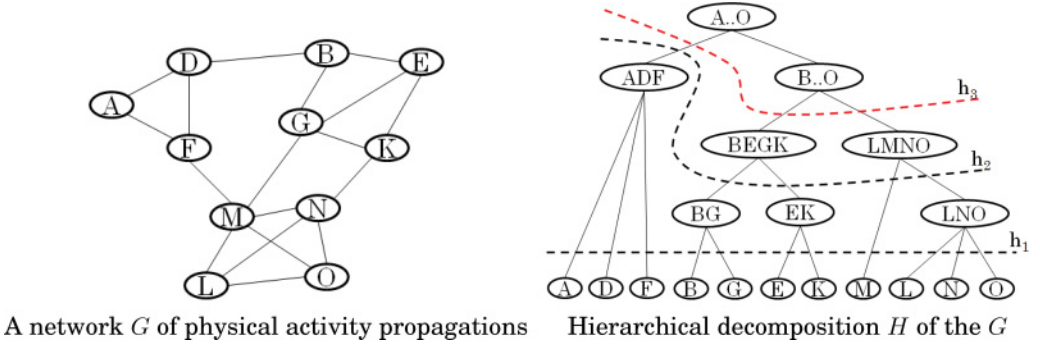 A..O
D
B
E
ADF
B..O
A
h3
G
F
K
BEGK
LMNO
h2
M
N
BG
EK
LNO
h1
L
O
A
D
F
B
G
E
K
M
L
N
O
A network G of physical activity propagations
Hierarchical decomposition H of the G